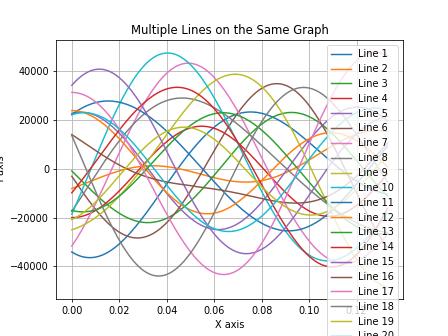 Multiple Lines on the Same Graph
40000
20000
0
−20000
−40000
0.00
0.02
0.04
0.06
0.08
0.10
X axis
Line 1
Line 2
Line 3
Line 4
Line 5
Line 6
Line 7
Line 8
Line 9
Line 10
Line 11
Line 12
Line 13
Line 14
Line 15
Line 16
Line 17
Line 18
Line 19
Line 20